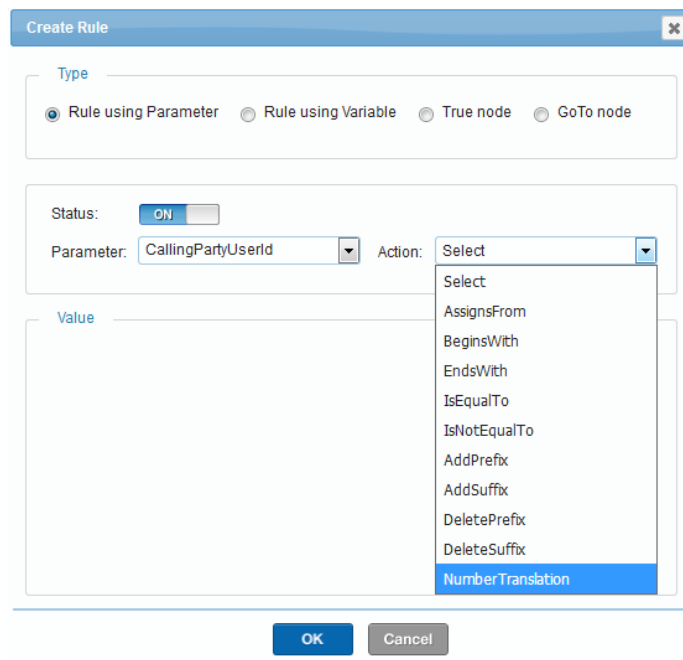 Create Rule
Type
Rule using Parameter Rule using Variable True node GoTo node
Status: ON
Parameter: CallingPartyUserId Action: Select
Select
AssignsFrom
Value
BeginsWith
EndsWith
IsEqualTo
IsNotEqualTo
AddPrefix
AddSuffix
DeletePrefix
DeleteSuffix
NumberTranslation
OK Cancel